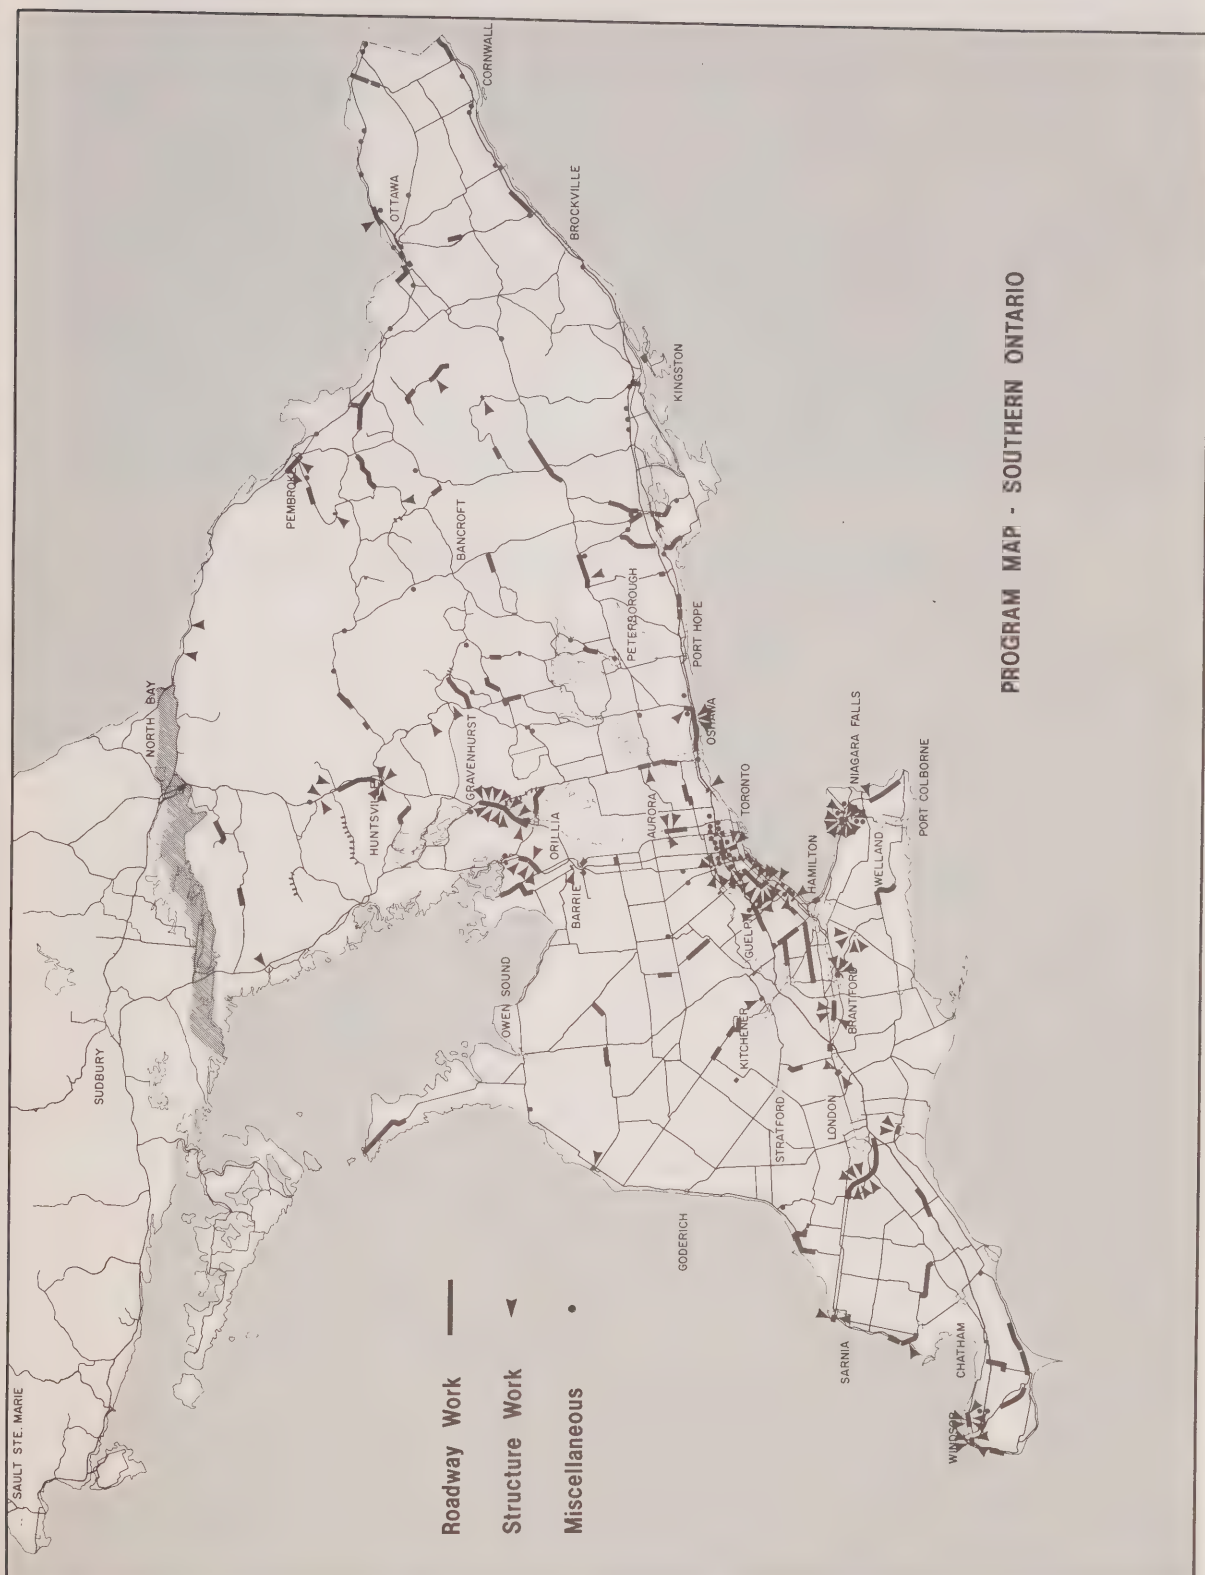 SAULT STE. MARIE
SUDBURY
NORTH BAY
PEMBROKE
OTTAWA
CORNWALL
BROCKVILLE
KINGSTON
BANCROFT
HUNTSVILLE
GRAVENHURST
ORILLIA
BARRIE
PETERBOROUGH
PORT HOPE
OSHAWA
AURORA
TORONTO
OWEN SOUND
GUELPH
HAMILTON
NIAGARA FALLS
WELLAND
PORT COLBORNE
KITCHENER
BRANTFORD
STRATFORD
LONDON
GODERICH
SARNIA
CHATHAM
WINDSOR
Roadway Work
Structure Work
Miscellaneous
PROGRAM MAP - SOUTHERN ONTARIO